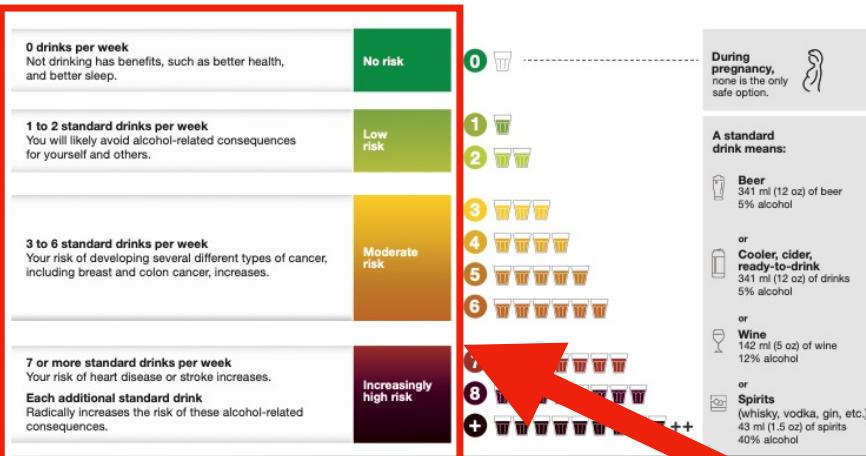 0 drinks per week
Not drinking has benefits, such as better health,
and better sleep.
No risk
0
1 to 2 standard drinks per week
You will likely avoid alcohol-related consequences
for yourself and others.
Low
risk
1
2
3 to 6 standard drinks per week
Your risk of developing several different types of cancer,
including breast and colon cancer, increases.
Moderate
risk
3
4
5
6
7 or more standard drinks per week
Your risk of heart disease or stroke increases.
Each additional standard drink
Radically increases the risk of these alcohol-related
consequences.
Increasingly
high risk
7
8
+
++
During
pregnancy,
none is the only
safe option.
A standard
drink means:
Beer
341 ml (12 oz) of beer
5% alcohol
or
Cooler, cider,
ready-to-drink
341 ml (12 oz) of drinks
5% alcohol
or
Wine
142 ml (5 oz) of wine
12% alcohol
or
Spirits
(whisky, vodka, gin, etc.)
43 ml (1.5 oz) of spirits
40% alcohol